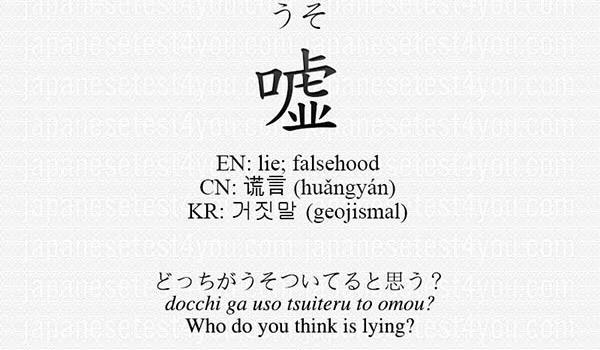 うそ
嘘
EN: lie; falsehood
CN: 谎言 (huǎngyán)
KR: 거짓말 (geojismal)
どっちがうそついてると思う？
docchi ga uso tsuiteru to omou?
Who do you think is lying?
japanesetest4you.com